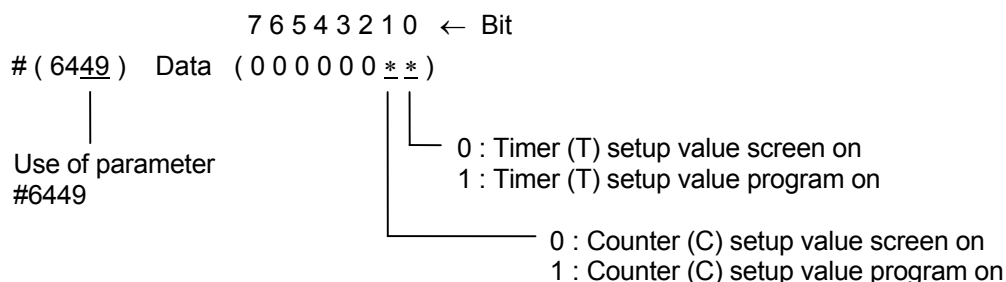 7 6 5 4 3 2 1 0 ← Bit
# ( 6449 ) Data ( 0 0 0 0 0 0 * * )
Use of parameter
#6449
0 : Timer (T) setup value screen on
1 : Timer (T) setup value program on
0 : Counter (C) setup value screen on
1 : Counter (C) setup value program on